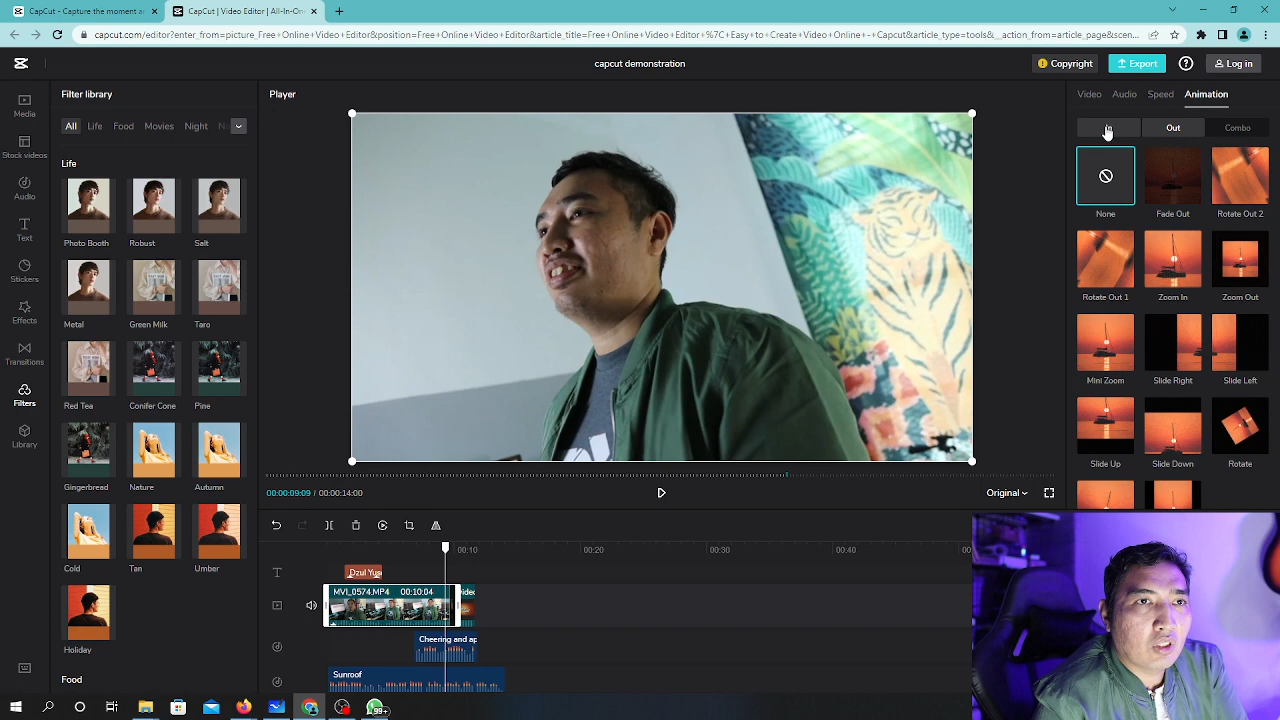 CapCut - Capture the moment a
CapCut | Video Editor | All-In-On
capcut.com/editor?enter_from=picture_Free+Online+Video+Editor&position=Free+Online+Video+Editor&article_title=Free+Online+Video+Editor+%7C+Easy+to+Create+Video+Online+-+Capcut&article_type=tools&__action_from=article_page&scen...
capcut demonstration
Copyright
Export
Log in
Filter library
Player
Video
Audio
Speed
Animation
Media
All
Life
Food
Movies
Night
Out
Combo
Stock videos
Life
Audio
None
Fade Out
Rotate Out 2
Text
Photo Booth
Robust
Salt
Stickers
Rotate Out 1
Zoom In
Zoom Out
Effects
Metal
Green Milk
Taro
Transitions
Mini Zoom
Slide Right
Slide Left
Filters
Red Tea
Conifer Cone
Pine
Library
Slide Up
Slide Down
Rotate
Gingerbread
Nature
Autumn
00:00:09:09 / 00:00:14:00
Original
Cold
Tan
Umber
00:10
00:20
00:30
00:40
Dzul Yus
MVI_0574.MP4 00:10:04
Cheering and ap
Holiday
Sunroof
Food
99+